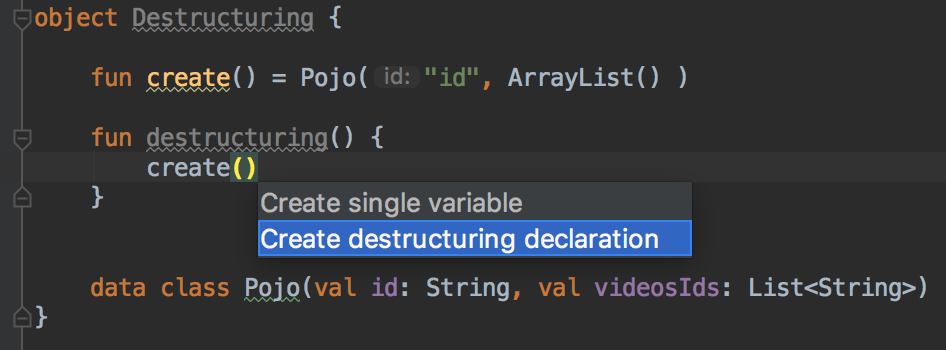 object Destructuring {
fun create() = Pojo( id: "id", ArrayList() )
fun destructuring() {
create()
}
Create single variable
Create destructuring declaration
data class Pojo(val id: String, val videosIds: List<String>)
}